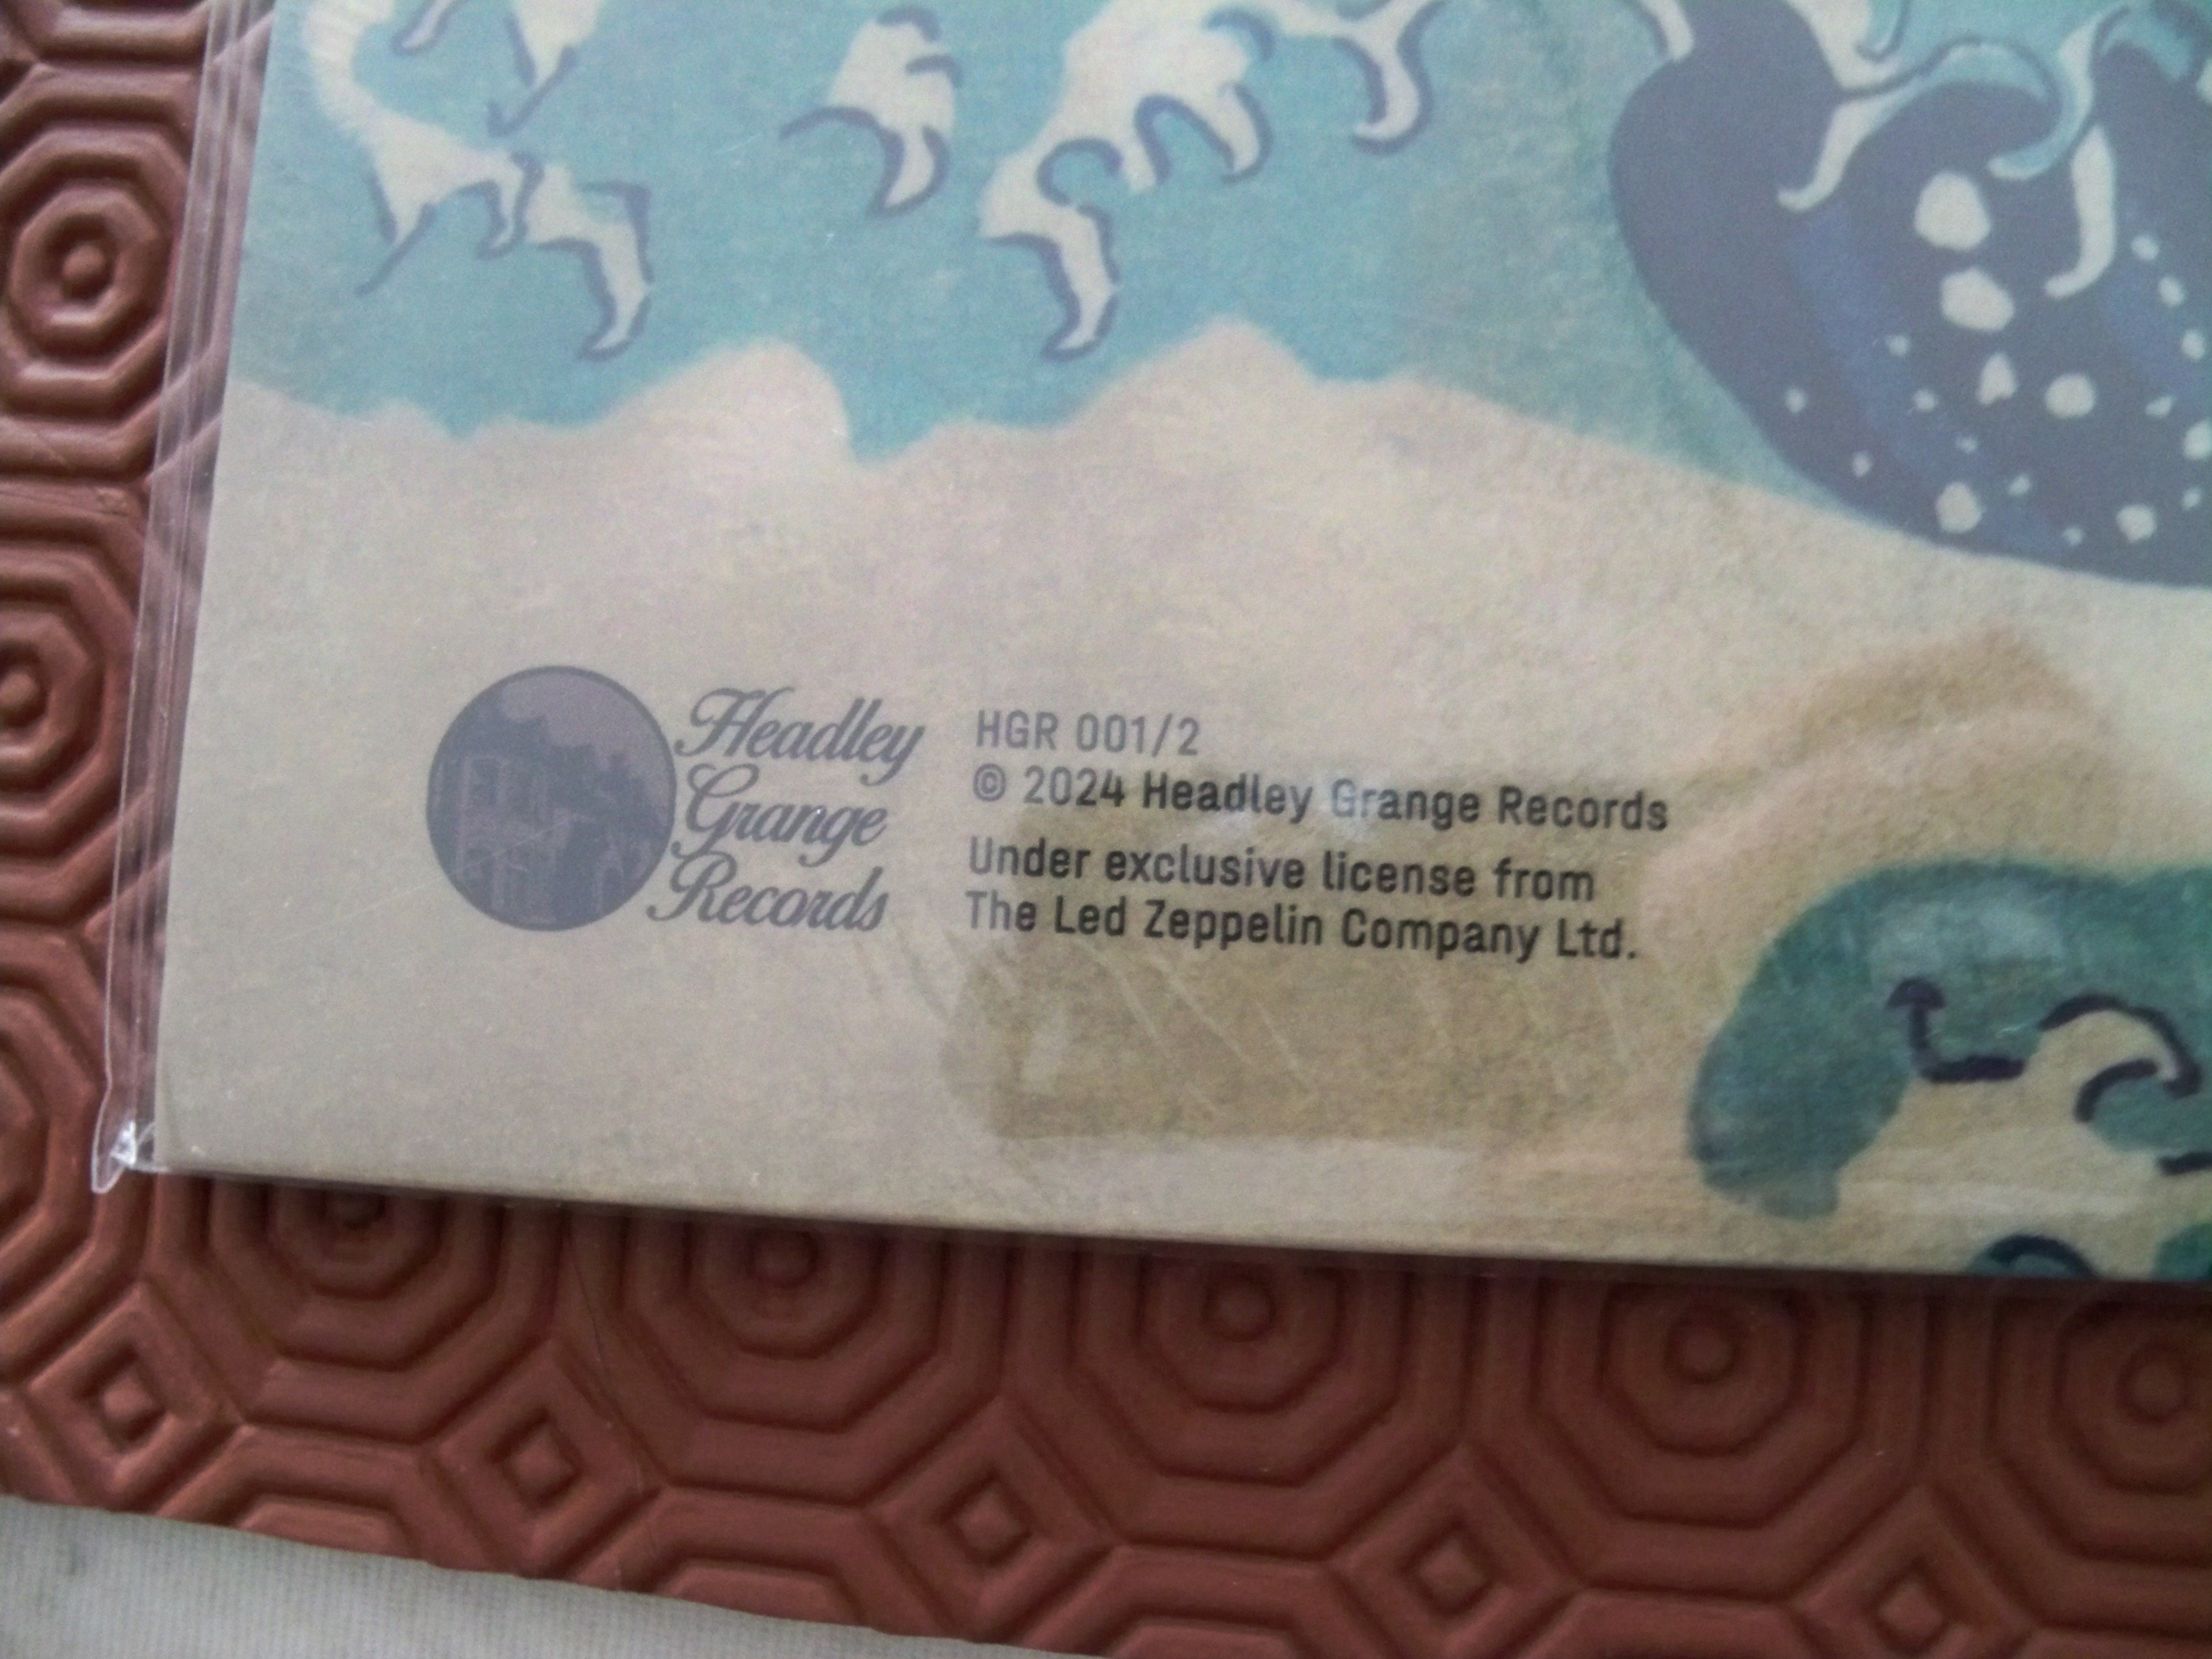 Headley
Grange
Records
HGR 001/2
© 2024 Headley Grange Records
Under exclusive license from
The Led Zeppelin Company Ltd.